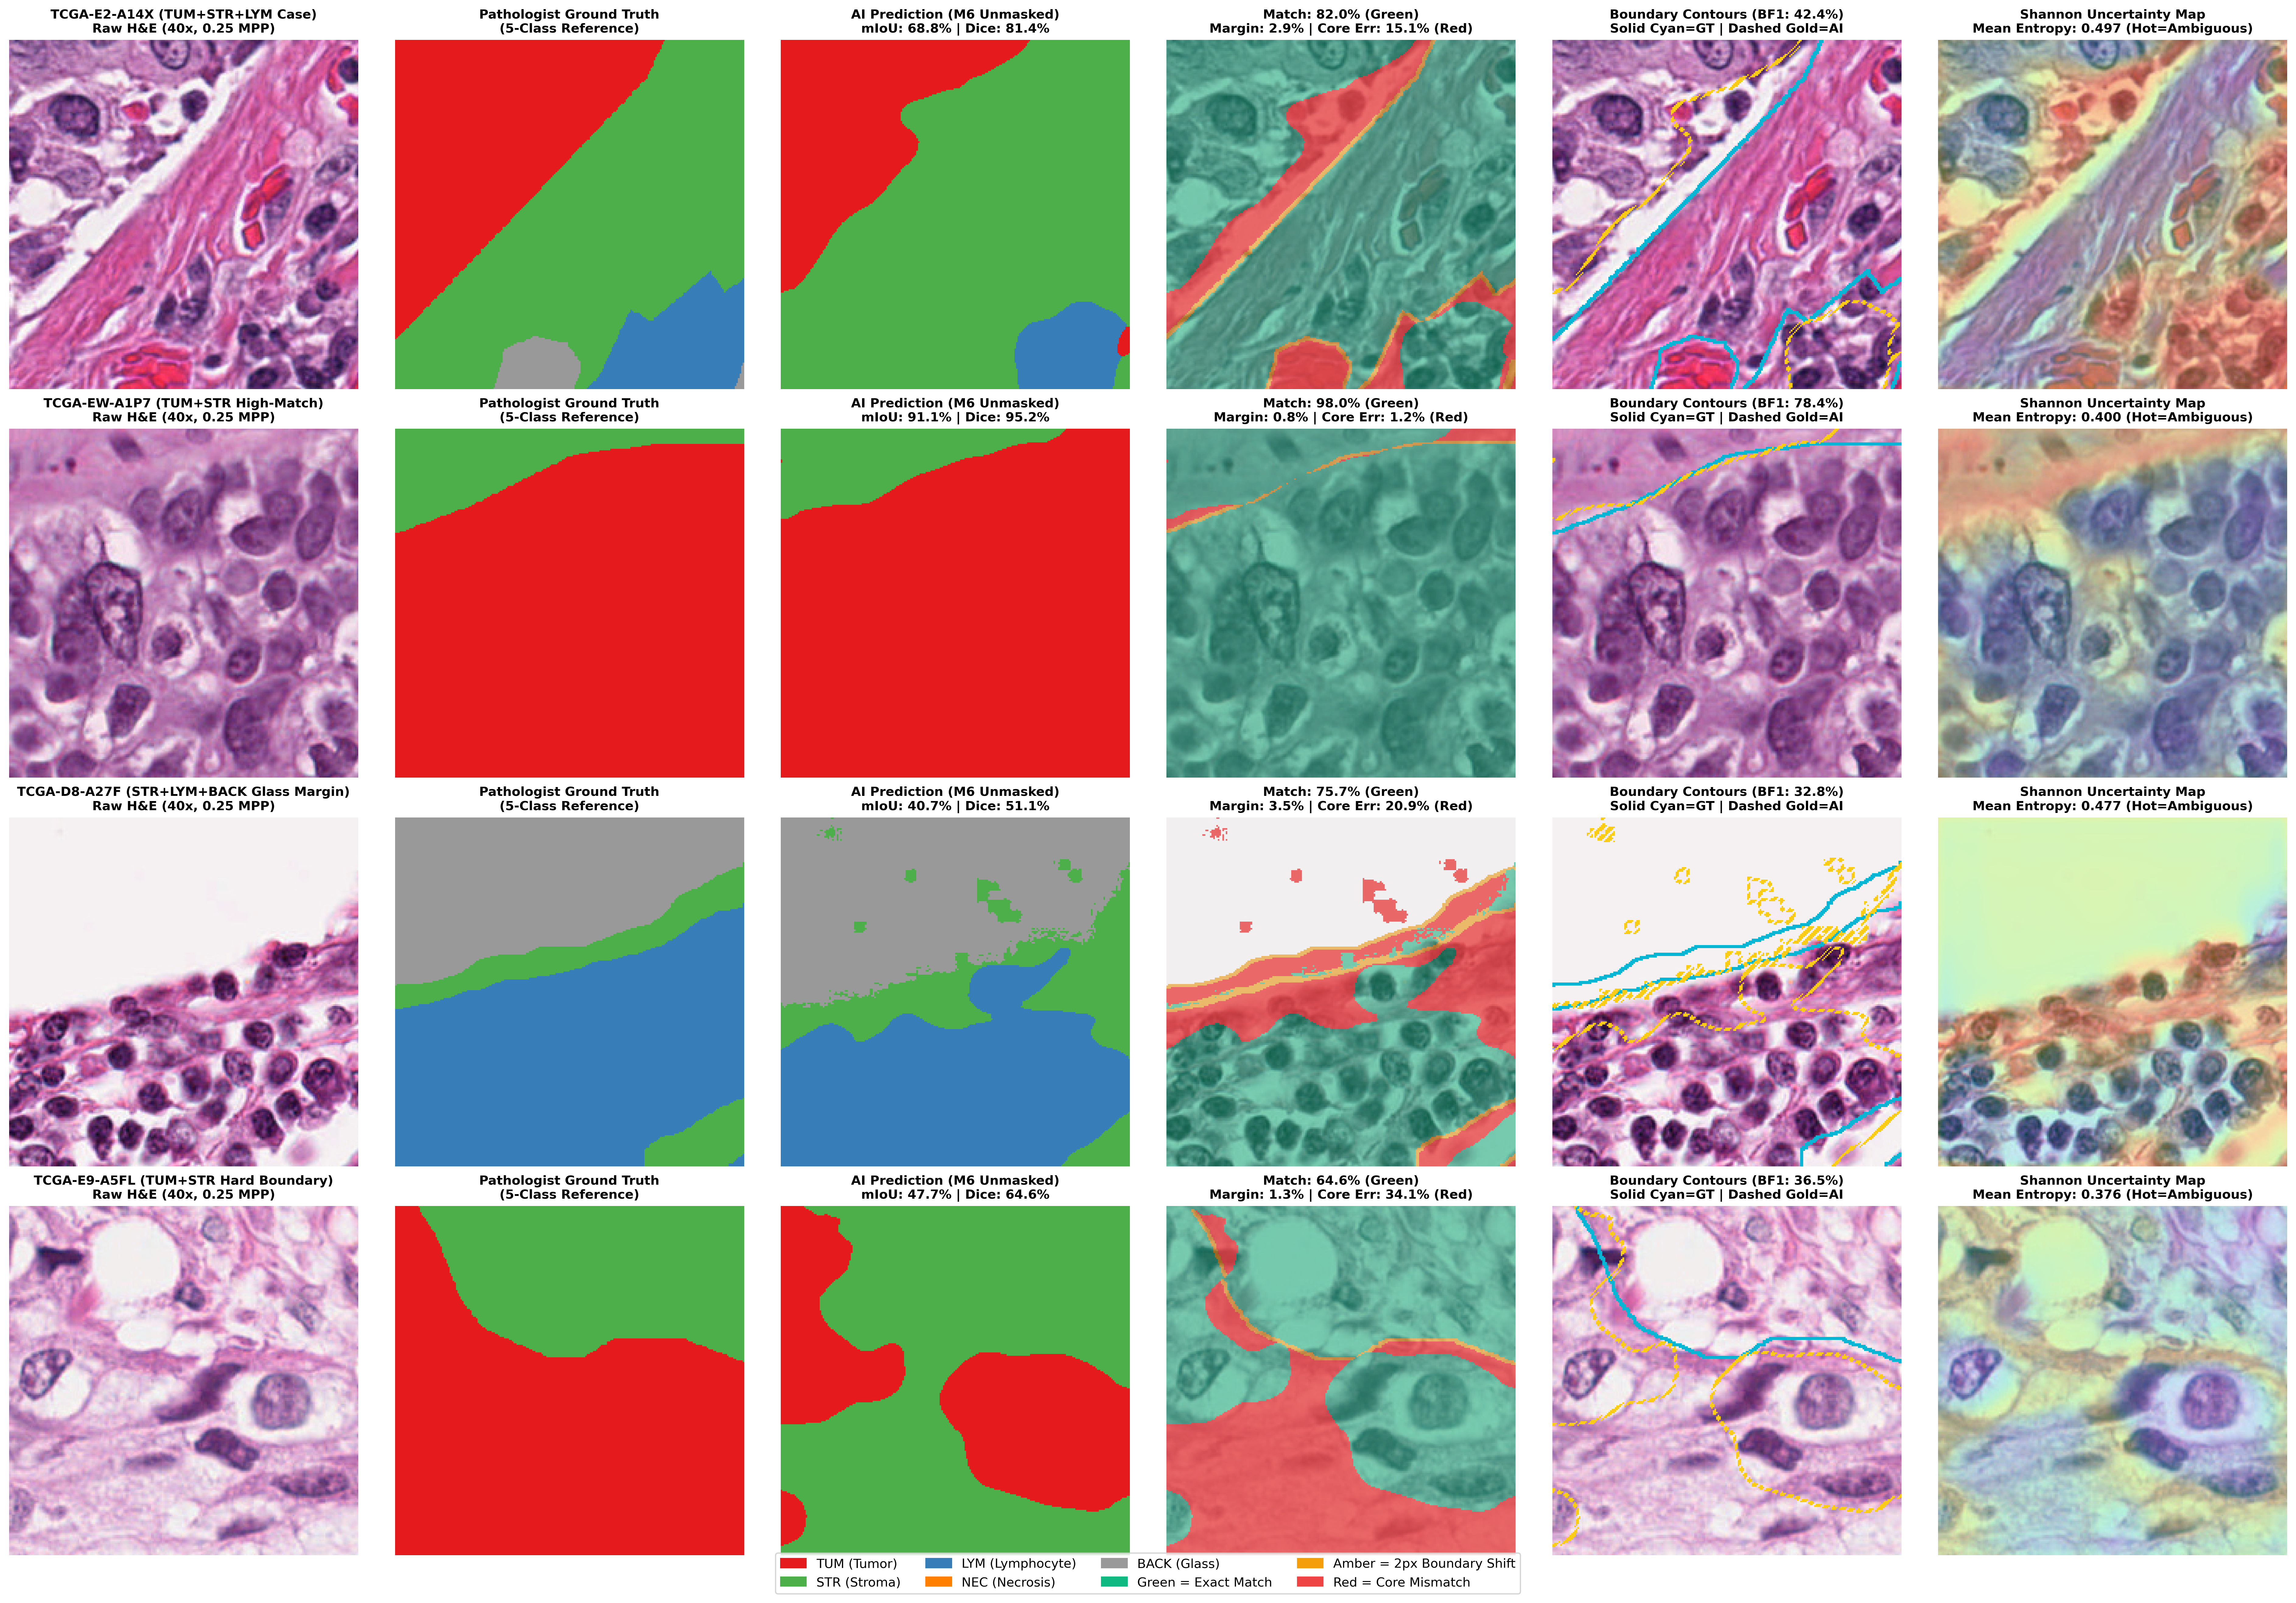 TCGA-E2-A14X (TUM+STR+LYM Case)
Raw H&E (40x, 0.25 MPP)
Pathologist Ground Truth
(5-Class Reference)
AI Prediction (M6 Unmasked)
mIoU: 68.8% | Dice: 81.4%
Match: 82.0% (Green)
Margin: 2.9% | Core Err: 15.1% (Red)
Boundary Contours (BF1: 42.4%)
Solid Cyan=GT | Dashed Gold=AI
Shannon Uncertainty Map
Mean Entropy: 0.497 (Hot=Ambiguous)
TCGA-EW-A1P7 (TUM+STR High-Match)
Raw H&E (40x, 0.25 MPP)
Pathologist Ground Truth
(5-Class Reference)
AI Prediction (M6 Unmasked)
mIoU: 91.1% | Dice: 95.2%
Match: 98.0% (Green)
Margin: 0.8% | Core Err: 1.2% (Red)
Boundary Contours (BF1: 78.4%)
Solid Cyan=GT | Dashed Gold=AI
Shannon Uncertainty Map
Mean Entropy: 0.400 (Hot=Ambiguous)
TCGA-D8-A27F (STR+LYM+BACK Glass Margin)
Raw H&E (40x, 0.25 MPP)
Pathologist Ground Truth
(5-Class Reference)
AI Prediction (M6 Unmasked)
mIoU: 40.7% | Dice: 51.1%
Match: 75.7% (Green)
Margin: 3.5% | Core Err: 20.9% (Red)
Boundary Contours (BF1: 32.8%)
Solid Cyan=GT | Dashed Gold=AI
Shannon Uncertainty Map
Mean Entropy: 0.477 (Hot=Ambiguous)
TCGA-E9-A5FL (TUM+STR Hard Boundary)
Raw H&E (40x, 0.25 MPP)
Pathologist Ground Truth
(5-Class Reference)
AI Prediction (M6 Unmasked)
mIoU: 47.7% | Dice: 64.6%
Match: 64.6% (Green)
Margin: 1.3% | Core Err: 34.1% (Red)
Boundary Contours (BF1: 36.5%)
Solid Cyan=GT | Dashed Gold=AI
Shannon Uncertainty Map
Mean Entropy: 0.376 (Hot=Ambiguous)
TUM (Tumor)
STR (Stroma)
LYM (Lymphocyte)
NEC (Necrosis)
BACK (Glass)
Green = Exact Match
Amber = 2px Boundary Shift
Red = Core Mismatch